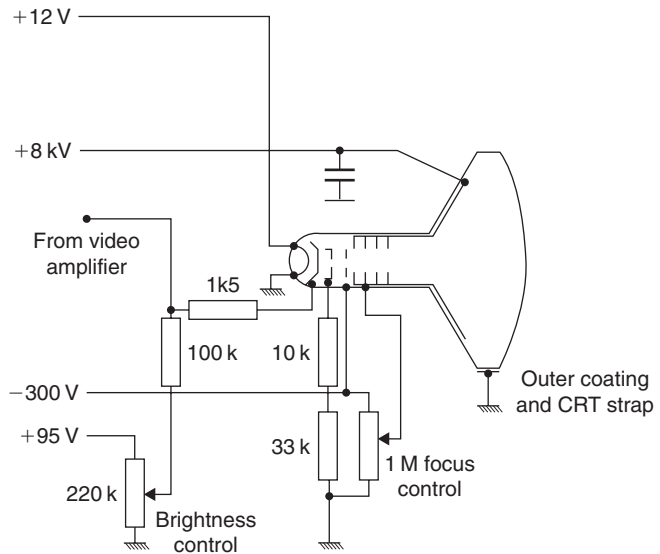 +12 V
+8 kV
From video
amplifier
1k5
100 k
10 k
−300 V
+95 V
33 k
220 k
1 M focus
control
Brightness
control
Outer coating
and CRT strap